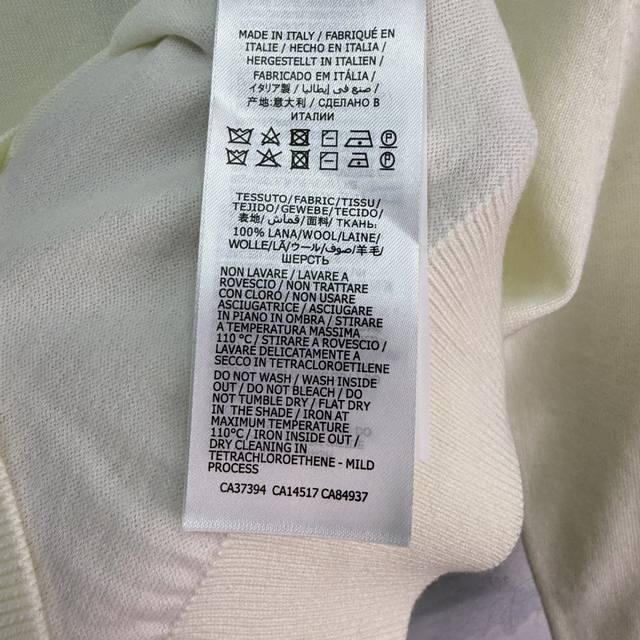 MADE IN ITALY / FABRIQUÉ EN
ITALIE / HECHO EN ITALIA /
HERGESTELLT IN ITALIEN /
FABRICADO EM ITÁLIA /
イタリア製 / صنع في إيطاليا /
产地:意大利 / СДЕЛАНО В
ИТАЛИИ
TESSUTO/FABRIC/TISSU/
TEJIDO/GEWEBE/TECIDO/
表地/قماش/面料/ТКАНЬ:
100% LANA/WOOL/LAINE/
WOLLE/LÃ/ウール/صوف/羊毛/
ШЕРСТЬ
NON LAVARE / LAVARE A
ROVESCIO / NON TRATTARE
CON CLORO / NON USARE
ASCIUGATRICE / ASCIUGARE
IN PIANO IN OMBRA / STIRARE
A TEMPERATURA MASSIMA
110 °C / STIRARE A ROVESCIO /
LAVARE DELICATAMENTE A
SECCO IN TETRACLOROETILENE
DO NOT WASH / WASH INSIDE
OUT / DO NOT BLEACH / DO
NOT TUMBLE DRY / FLAT DRY
IN THE SHADE / IRON AT
MAXIMUM TEMPERATURE
110°C / IRON INSIDE OUT /
DRY CLEANING IN
TETRACHLOROETHENE - MILD
PROCESS
CA37394 CA14517 CA84937